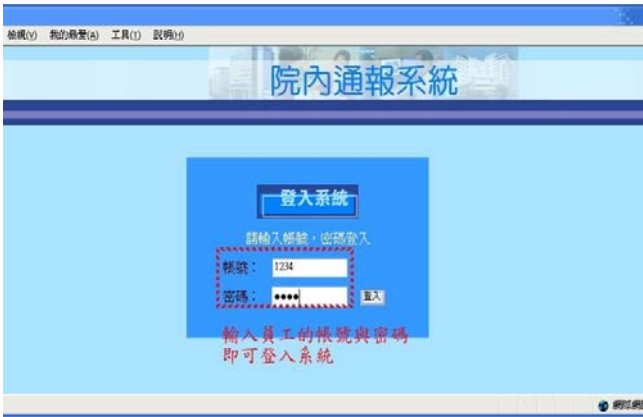 檢視(V) 我的最愛(A) 工具(T) 說明(H)
院內通報系統
登入系統
請輸入帳號，密碼登入
帳號： 1234
密碼： ●●●● 登入
輸入員工的帳號與密碼
即可登入系統